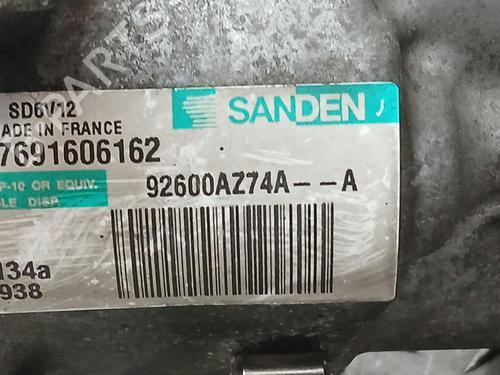 SD6V12
SANDEN
ADE IN FRANCE
7691606162
P-10 OR EQUIV.
92600AZ74A--A
LE DISP.
134a
938